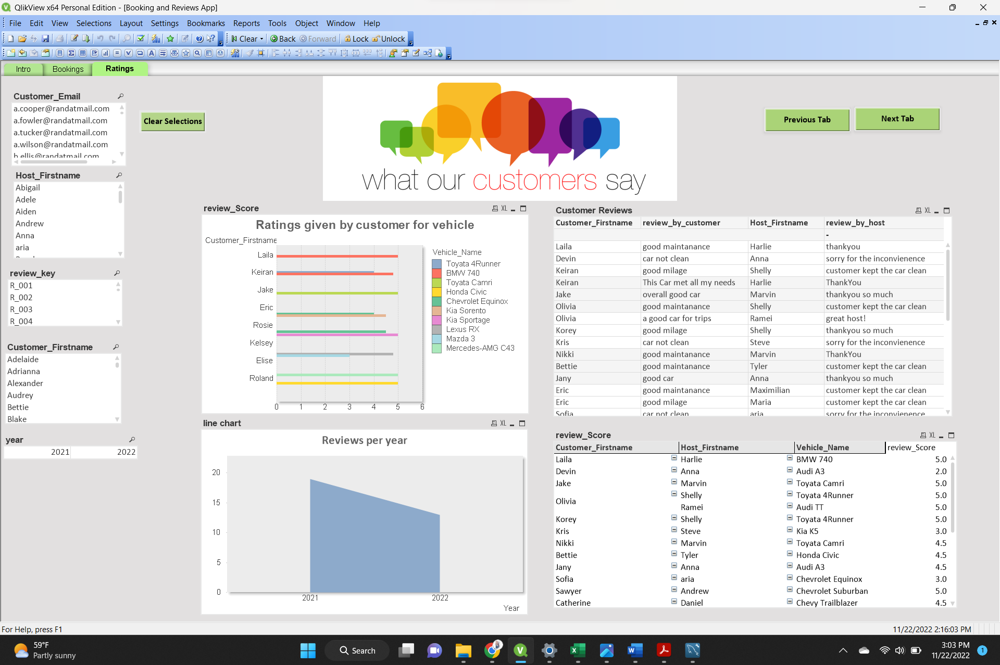 QlikView x64 Personal Edition - [Booking and Reviews App]
File Edit View Selections Layout Settings Bookmarks Reports Tools Object Window Help
Clear Back Forward Lock Unlock
Intro Bookings Ratings
Customer_Email
a.cooper@randatmail.com
a.fowler@randatmail.com
a.tucker@randatmail.com
a.wilson@randatmail.com
b.ellis@randatmail.com
Clear Selections
what our customers say
Previous Tab
Next Tab
Host_Firstname
Abigail
Adele
Aiden
Andrew
Anna
aria
review_key
R_001
R_002
R_003
R_004
Customer_Firstname
Adelaide
Adrianna
Alexander
Audrey
Bettie
Blake
year
2021 2022
review_Score XL
Ratings given by customer for vehicle
Customer_Firstname
Laila
Keiran
Jake
Eric
Rosie
Kelsey
Elise
Roland
0 1 2 3 4 5 6
Vehicle_Name
Toyata 4Runner
BMW 740
Toyata Camri
Honda Civic
Chevrolet Equinox
Kia Sorento
Kia Sportage
Lexus RX
Mazda 3
Mercedes-AMG C43
line chart XL
Reviews per year
20
15
10
5
0
2021 2022
Year
Customer Reviews XL
Customer_Firstname review_by_customer Host_Firstname review_by_host
-
Laila good maintanance Harlie thankyou
Devin car not clean Anna sorry for the inconvienence
Keiran good milage Shelly customer kept the car clean
Keiran This Car met all my needs Harlie ThankYou
Jake overall good car Marvin thankyou so much
Olivia good maintanance Shelly customer kept the car clean
Olivia a good car for trips Ramei great host!
Korey good milage Shelly thankyou so much
Kris car not clean Steve sorry for the inconvienence
Nikki good maintanance Marvin ThankYou
Bettie good maintanance Tyler customer kept the car clean
Jany good car Anna thankyou so much
Eric good maintanance Maximilian customer kept the car clean
Eric good milage Maria customer kept the car clean
Sofia car not clean aria sorry for the inconvienence
review_Score XL
Customer_Firstname Host_Firstname Vehicle_Name review_Score
Laila Harlie BMW 740 5.0
Devin Anna Audi A3 2.0
Jake Marvin Toyata Camri 5.0
Olivia Shelly Toyata 4Runner 5.0
Ramei Audi TT 5.0
Korey Shelly Toyata 4Runner 5.0
Kris Steve Kia K5 3.0
Nikki Marvin Toyata Camri 4.5
Bettie Tyler Honda Civic 4.5
Jany Anna Audi A3 4.5
Sofia aria Chevrolet Equinox 3.0
Sawyer Andrew Chevrolet Suburban 5.0
Catherine Daniel Chevy Trailblazer 4.5
For Help, press F1
11/22/2022 2:16:03 PM
59°F
Partly sunny
Search
3:03 PM
11/22/2022
1